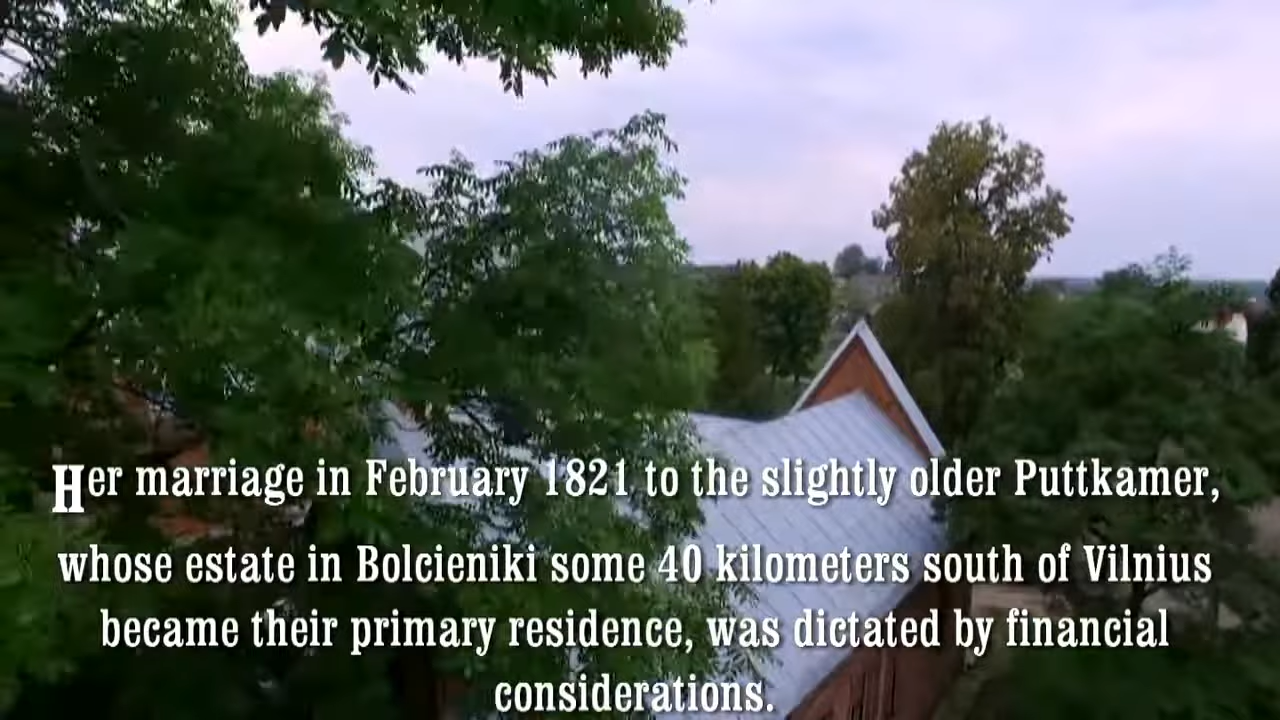 Her marriage in February 1821 to the slightly older Puttkamer,
whose estate in Bolcieniki some 40 kilometers south of Vilnius
became their primary residence, was dictated by financial
considerations.